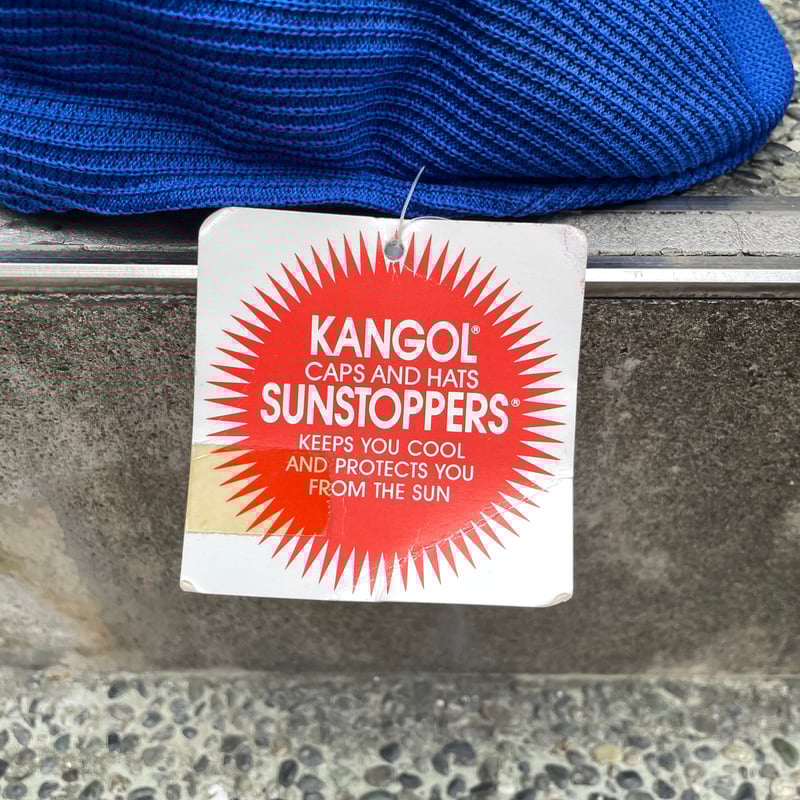 KANGOL®
CAPS AND HATS
SUNSTOPPERS®
KEEPS YOU COOL
AND PROTECTS YOU
FROM THE SUN